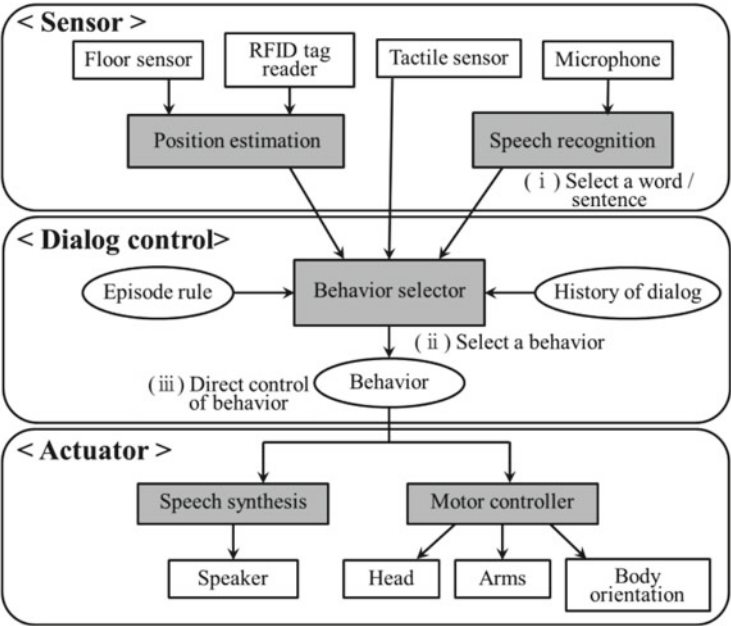 < Sensor >
Floor sensor
RFID tag
reader
Tactile sensor
Microphone
Position estimation
Speech recognition
( i ) Select a word /
sentence
< Dialog control>
Episode rule
Behavior selector
History of dialog
( ii ) Select a behavior
( iii ) Direct control
of behavior
Behavior
< Actuator >
Speech synthesis
Motor controller
Speaker
Head
Arms
Body
orientation